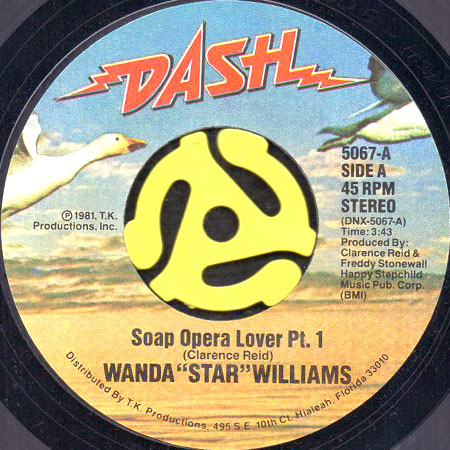 DASH
5067-A
SIDE A
45 RPM
STEREO
(DNX-5067-A)
Time: 3:43
Produced By:
Clarence Reid &
Freddy Stonewall
Happy Stepchild
Music Pub. Corp.
(BMI)
℗1981, T.K.
Productions, Inc.
Soap Opera Lover Pt. 1
(Clarence Reid)
WANDA "STAR" WILLIAMS
Distributed By T.K. Productions, 495 S.E. 10th Ct. Hialeah, Florida 33010